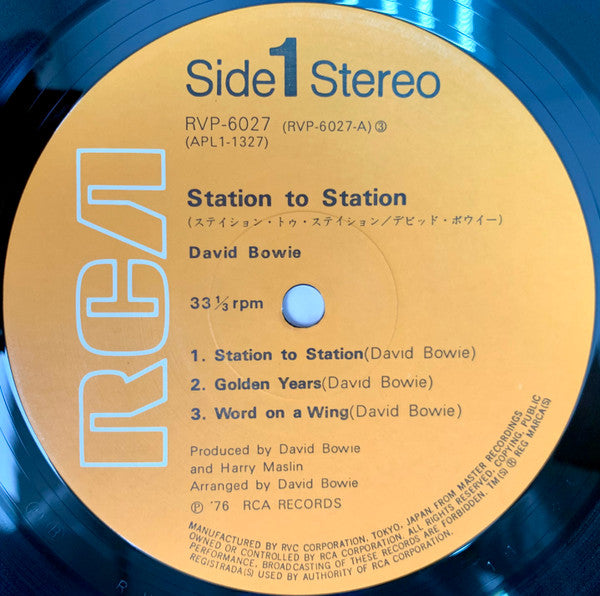 RCA
Side 1 Stereo
RVP-6027 (RVP-6027-A)③
(APL1-1327)
Station to Station
(ステイション・トゥ・ステイション/デビッド・ボウイー)
David Bowie
33⅓ rpm
1. Station to Station(David Bowie)
2. Golden Years(David Bowie)
3. Word on a Wing(David Bowie)
Produced by David Bowie
and Harry Maslin
Arranged by David Bowie
Ⓟ '76 RCA RECORDS
MANUFACTURED BY RVC CORPORATION, TOKYO, JAPAN, FROM MASTER RECORDINGS
OWNED OR CONTROLLED BY RCA CORPORATION. ALL RIGHTS RESERVED. COPYING, PUBLIC
PERFORMANCE, BROADCASTING OF THESE RECORDS ARE FORBIDDEN. TM(S) ® REG MARCA(S)
REGISTRADA(S) USED BY AUTHORITY OF RCA CORPORATION.